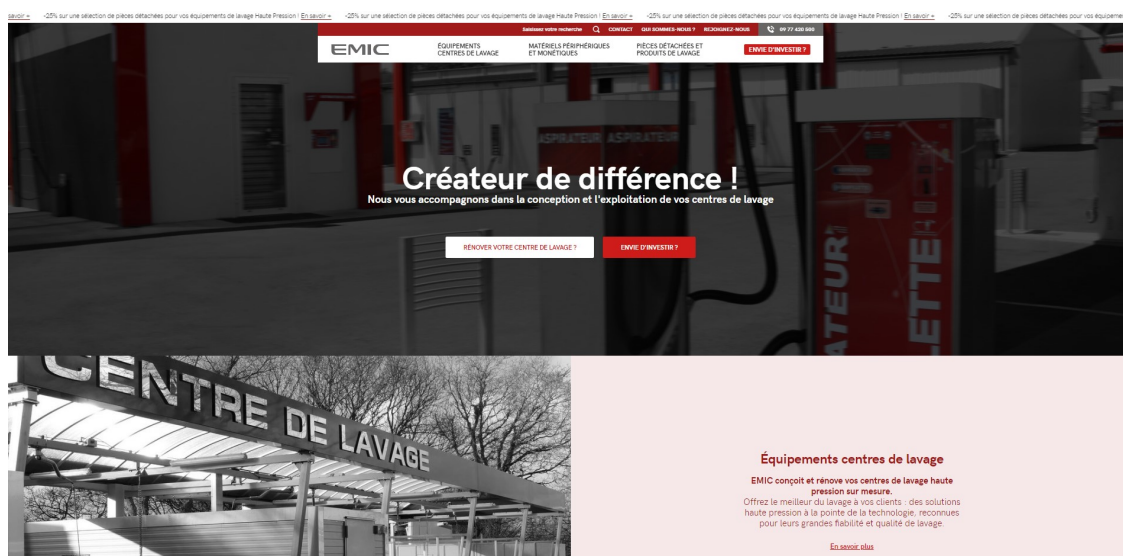 savoir » -25% sur une sélection de pièces détachées pour vos équipements de lavage Haute Pression ! En savoir » -25% sur une sélection de pièces détachées pour vos équipements de lavage Haute Pression ! En savoir » -25% sur une sélection de pièces détachées pour vos équipements de lavage Haute Pression ! En savoir » -25% sur une sélection de pièces détachées pour vos équipeme
Saisissez votre recherche CONTACT QUI SOMMES-NOUS ? REJOIGNEZ-NOUS 09 77 420 500
EMIC
ÉQUIPEMENTS
CENTRES DE LAVAGE
MATÉRIELS PÉRIPHÉRIQUES
ET MONÉTIQUES
PIÈCES DÉTACHÉES ET
PRODUITS DE LAVAGE
ENVIE D'INVESTIR ?
ASPIRATEUR ASPIRATEUR
Créateur de différence !
Nous vous accompagnons dans la conception et l'exploitation de vos centres de lavage
RÉNOVER VOTRE CENTRE DE LAVAGE ?
ENVIE D'INVESTIR ?
ATEUR
LETTE
CENTRE DE LAVAGE
Équipements centres de lavage
EMIC conçoit et rénove vos centres de lavage haute
pression sur mesure.
Offrez le meilleur du lavage à vos clients : des solutions
haute pression à la pointe de la technologie, reconnues
pour leurs grandes fiabilité et qualité de lavage.
En savoir plus